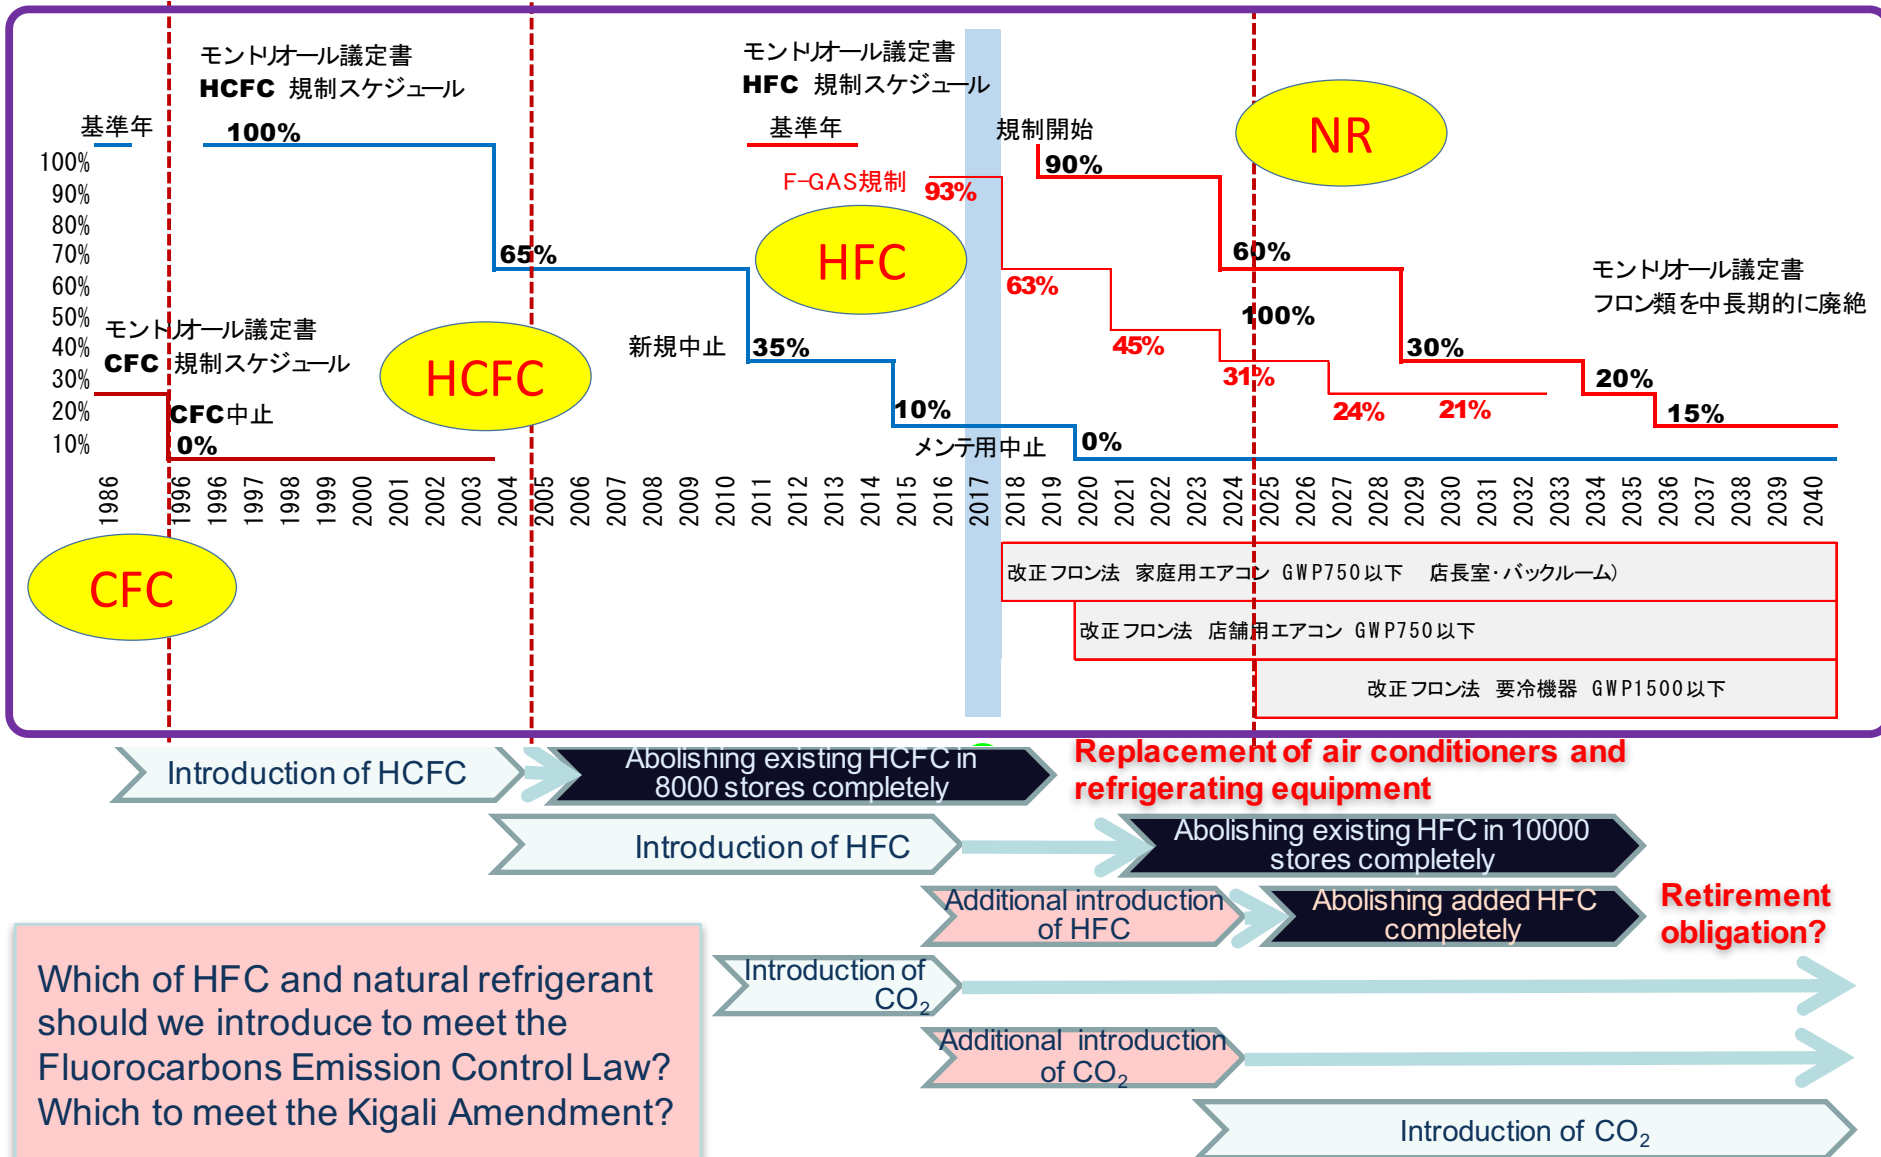 モントリオール議定書
HCFC 規制スケジュール
モントリオール議定書
HFC 規制スケジュール
基準年
100%
基準年
規制開始
NR
100%
90%
80%
70%
60%
50%
40%
30%
20%
10%
F-GAS規制
93%
90%
HFC
65%
63%
60%
モントリオール議定書
フロン類を中長期的に廃絶
100%
モントリオール議定書
CFC 規制スケジュール
HCFC
新規中止
35%
45%
31%
30%
24%
21%
20%
15%
CFC中止
0%
10%
メンテ用中止
0%
1986
1996
1996
1997
1998
1999
2000
2001
2002
2003
2004
2005
2006
2007
2008
2009
2010
2011
2012
2013
2014
2015
2016
2017
2018
2019
2020
2021
2022
2023
2024
2025
2026
2027
2028
2029
2030
2031
2032
2033
2034
2035
2036
2037
2038
2039
2040
CFC
改正フロン法 家庭用エアコン GWP750以下 店長室・バックルーム)
改正フロン法 店舗用エアコン GWP750以下
改正フロン法 要冷機器 GWP1500以下
Introduction of HCFC
Abolishing existing HCFC in
8000 stores completely
Replacement of air conditioners and
refrigerating equipment
Introduction of HFC
Abolishing existing HFC in 10000
stores completely
Additional introduction
of HFC
Abolishing added HFC
completely
Retirement
obligation?
Introduction of
CO₂
Additional introduction
of CO₂
Introduction of CO₂
Which of HFC and natural refrigerant
should we introduce to meet the
Fluorocarbons Emission Control Law?
Which to meet the Kigali Amendment?